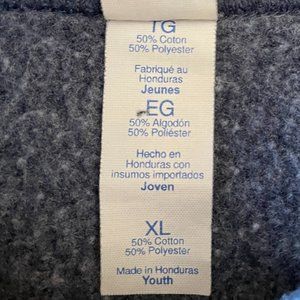 TG
50% Coton
50% Polyester
Fabriqué au
Honduras
Jeunes
EG
50% Algodón
50% Poliéster
Hecho en
Honduras con
insumos importados
Joven
XL
50% Cotton
50% Polyester
Made in Honduras
Youth